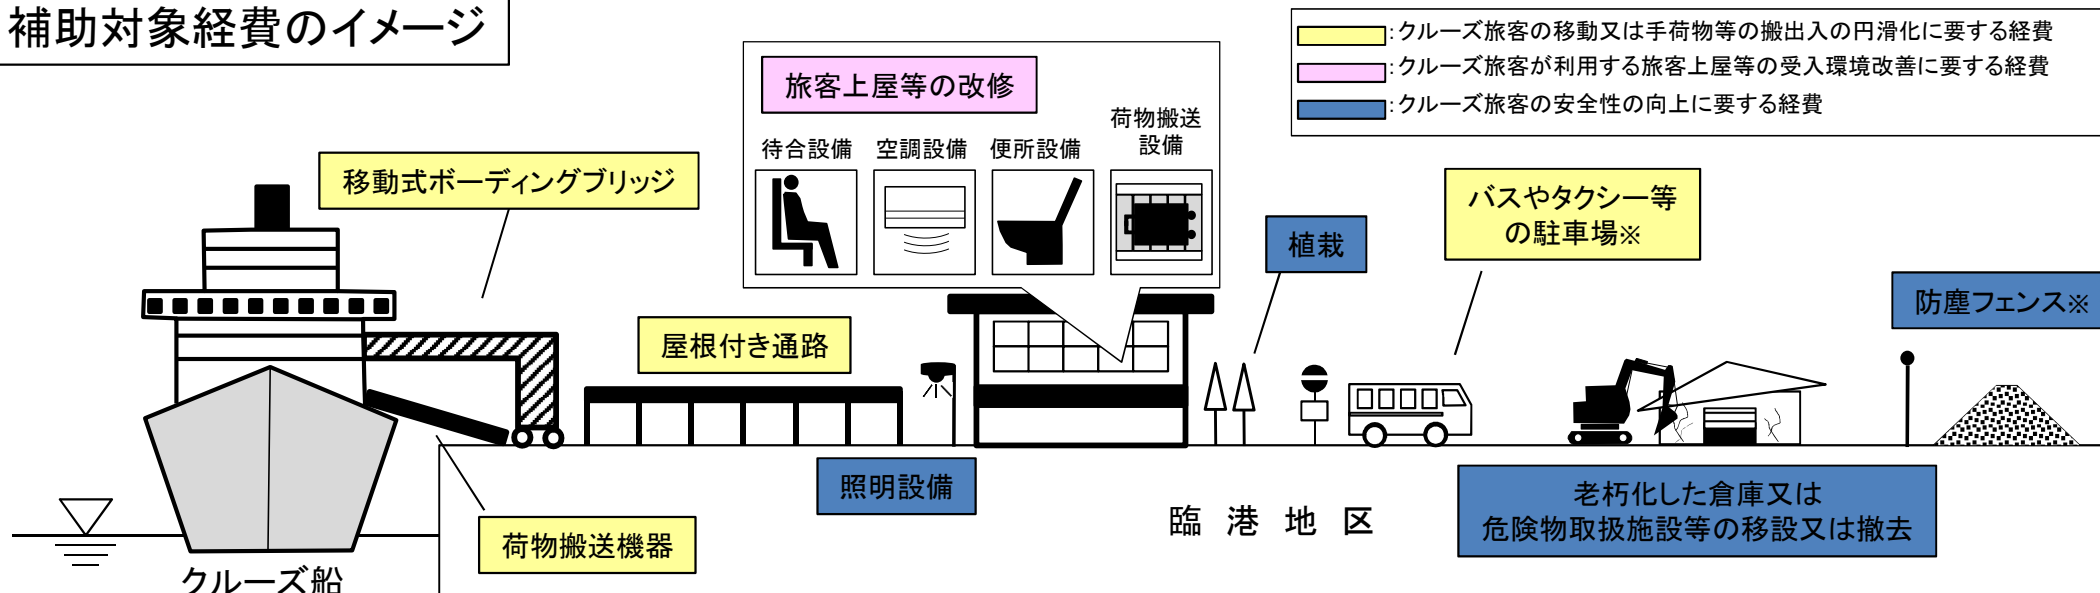 補助対象経費のイメージ
:クルーズ旅客の移動又は手荷物等の搬出入の円滑化に要する経費
:クルーズ旅客が利用する旅客上屋等の受入環境改善に要する経費
:クルーズ旅客の安全性の向上に要する経費
旅客上屋等の改修
待合設備
空調設備
便所設備
荷物搬送
設備
移動式ボーディングブリッジ
バスやタクシー等
の駐車場※
植栽
防塵フェンス※
屋根付き通路
照明設備
荷物搬送機器
臨港地区
老朽化した倉庫又は
危険物取扱施設等の移設又は撤去
クルーズ船